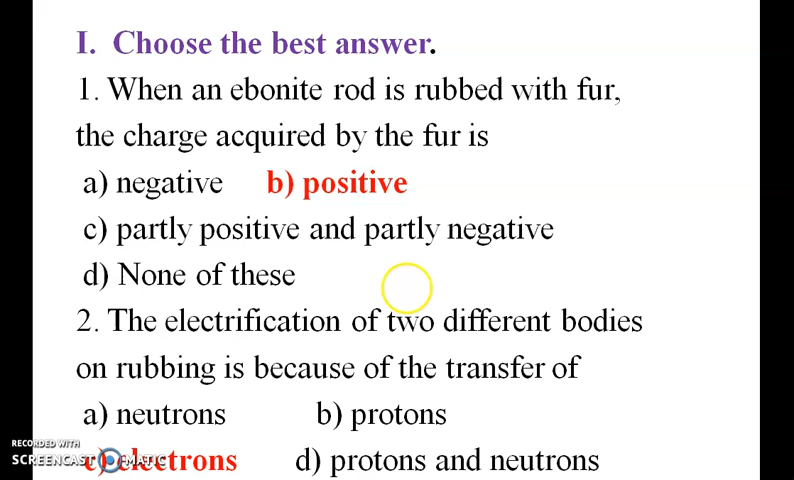 I. Choose the best answer.
1. When an ebonite rod is rubbed with fur,
the charge acquired by the fur is
a) negative b) positive
c) partly positive and partly negative
d) None of these
2. The electrification of two different bodies
on rubbing is because of the transfer of
a) neutrons b) protons
RECORDED WITH
c) electrons d) protons and neutrons
SCREENCAST-O-MATIC